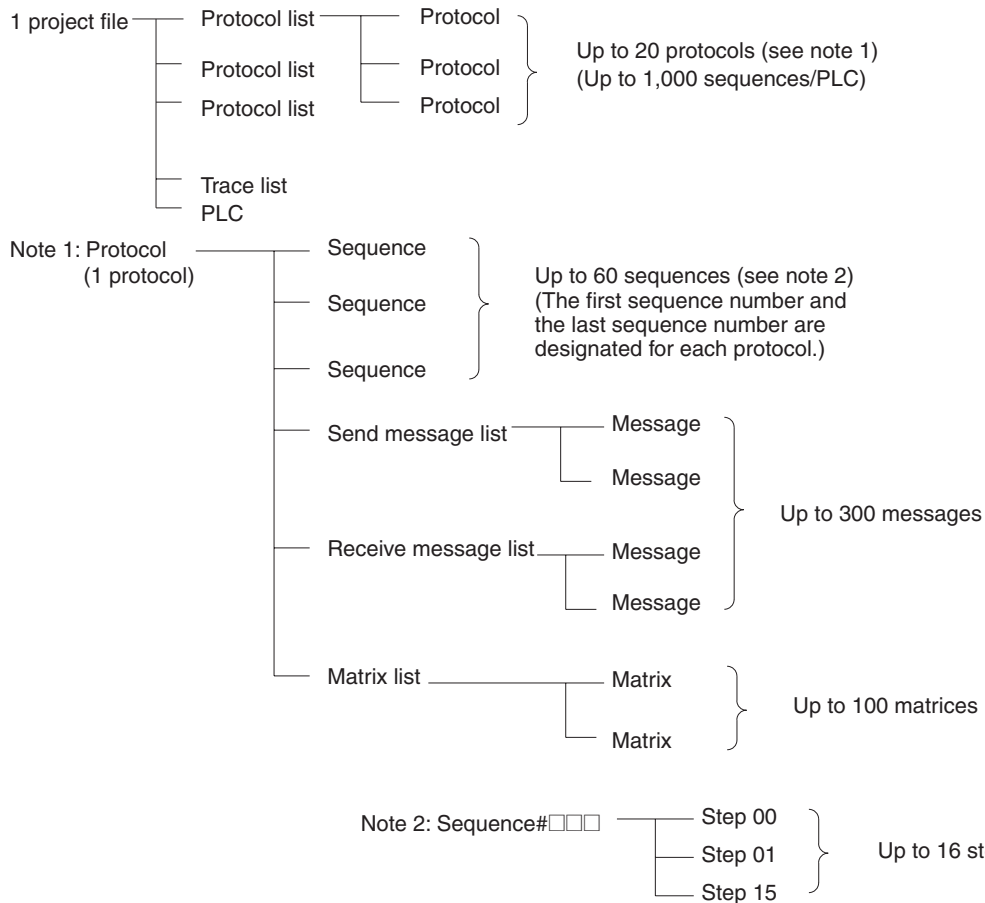 1 project file
Protocol list
Protocol
Protocol list
Protocol
Protocol list
Protocol
Up to 20 protocols (see note 1)
(Up to 1,000 sequences/PLC)
Trace list
PLC
Note 1: Protocol
(1 protocol)
Sequence
Sequence
Sequence
Up to 60 sequences (see note 2)
(The first sequence number and
the last sequence number are
designated for each protocol.)
Send message list
Message
Message
Receive message list
Message
Message
Up to 300 messages
Matrix list
Matrix
Matrix
Up to 100 matrices
Note 2: Sequence#□□□
Step 00
Step 01
Step 15
Up to 16 st